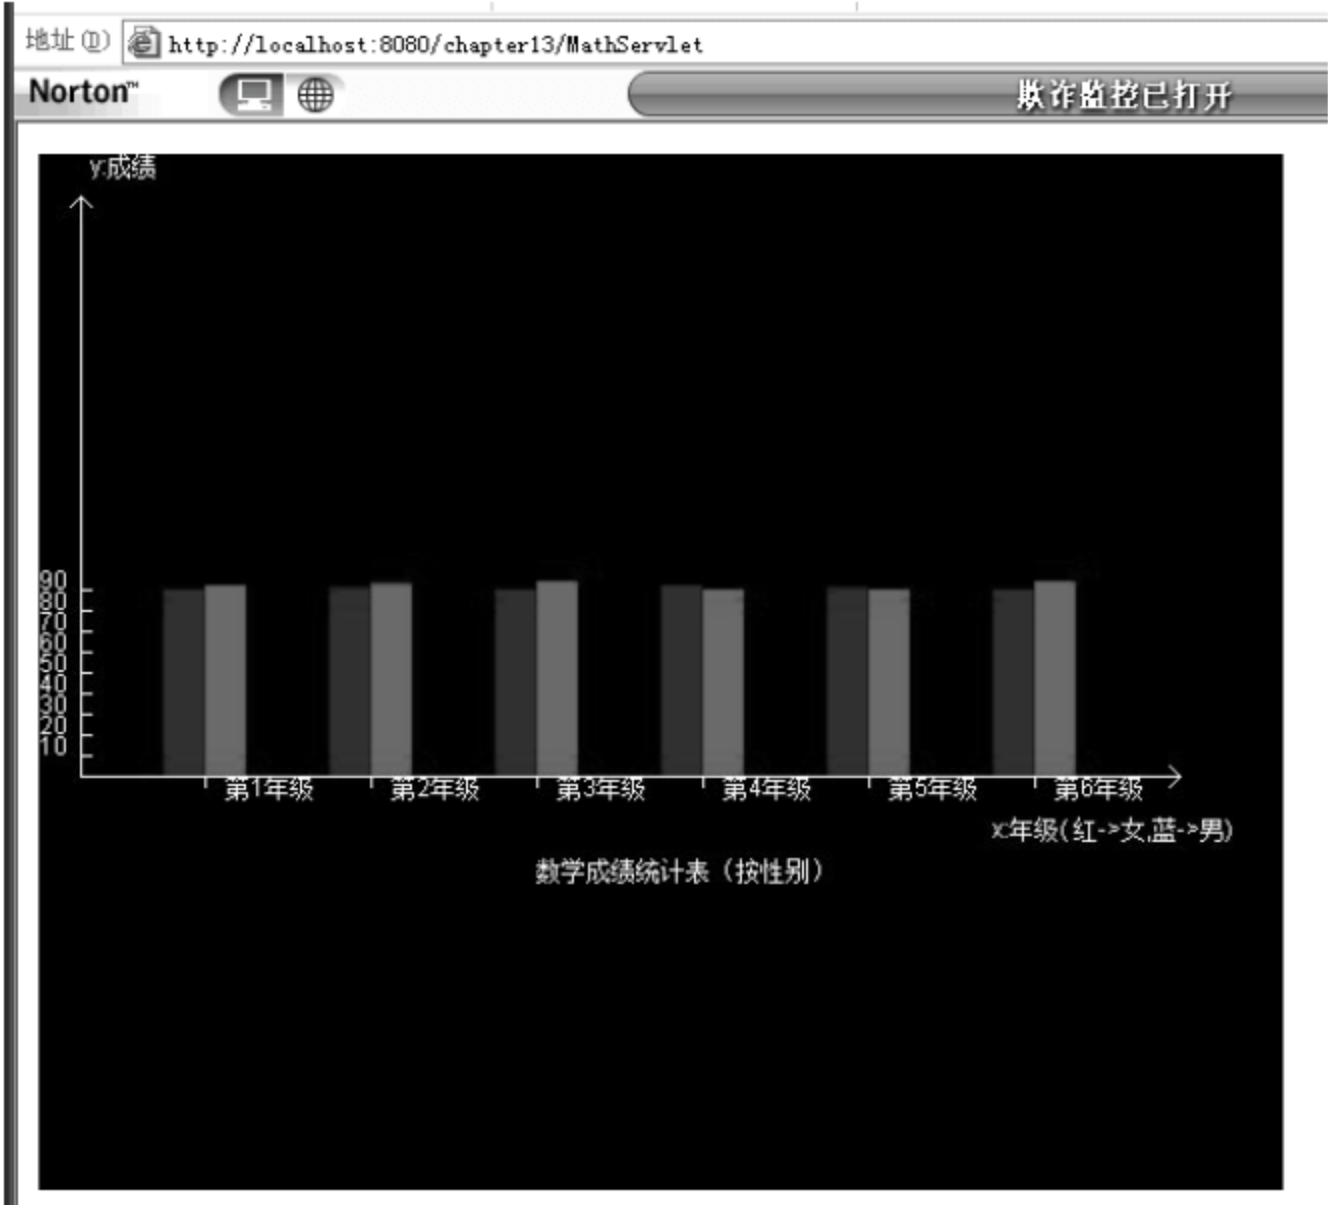 地址(D) http://localhost:8080/chapter13/MathServlet
Norton™
欺诈监控已打开
y:成绩
90
80
70
60
50
40
30
20
10
第1年级 第2年级 第3年级 第4年级 第5年级 第6年级
x:年级(红->女,蓝->男)
数学成绩统计表（按性别）